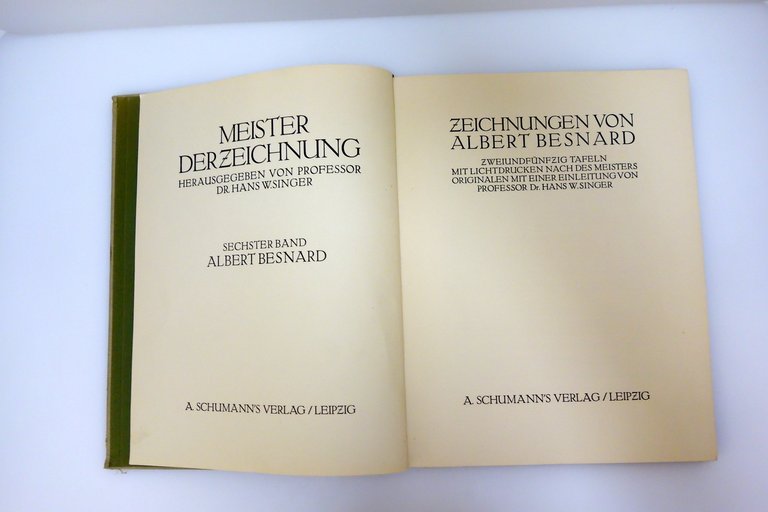 MEISTER
DER ZEICHNUNG
HERAUSGEGEBEN VON PROFESSOR
DR. HANS W. SINGER
SECHSTER BAND
ALBERT BESNARD
A. SCHUMANN'S VERLAG / LEIPZIG
ZEICHNUNGEN VON
ALBERT BESNARD
ZWEIUNDFÜNFZIG TAFELN
MIT LICHTDRUCKEN NACH DES MEISTERS
ORIGINALEN MIT EINER EINLEITUNG VON
PROFESSOR Dr. HANS W. SINGER
A. SCHUMANN'S VERLAG / LEIPZIG